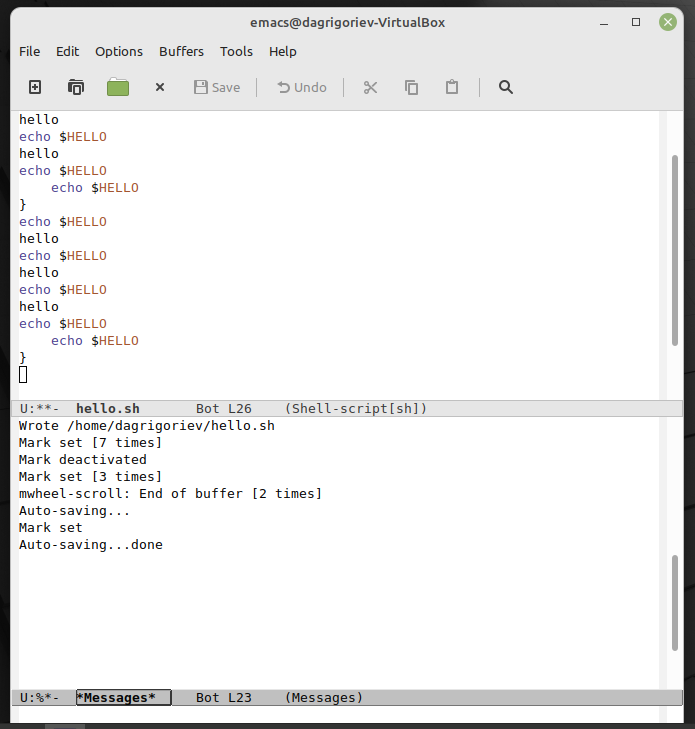 emacs@dagrigoriev-VirtualBox
File Edit Options Buffers Tools Help
Save Undo
hello
echo $HELLO
hello
echo $HELLO
    echo $HELLO
}
echo $HELLO
hello
echo $HELLO
hello
echo $HELLO
hello
echo $HELLO
    echo $HELLO
}
U:**-  hello.sh       Bot L26    (Shell-script[sh])
Wrote /home/dagrigoriev/hello.sh
Mark set [7 times]
Mark deactivated
Mark set [3 times]
mwheel-scroll: End of buffer [2 times]
Auto-saving...
Mark set
Auto-saving...done
U:%*-  *Messages*     Bot L23    (Messages)